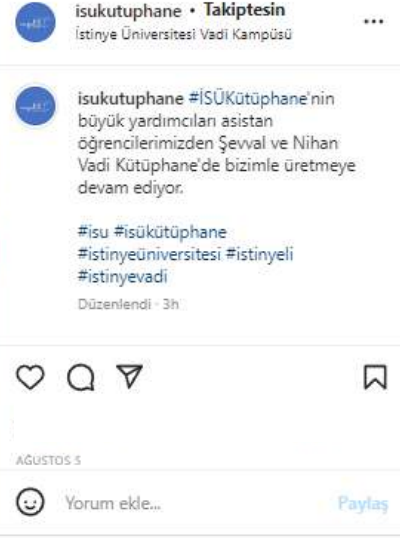 isukutuphane • Takiptesin
İstinye Üniversitesi Vadi Kampüsü
isukutuphane #İSÜKütüphane'nin
büyük yardımcıları asistan
öğrencilerimizden Şevval ve Nihan
Vadi Kütüphane'de bizimle üretmeye
devam ediyor.
#isu #isükütüphane
#istinyeüniversitesi #istinyeli
#istinyevadi
Düzenlendi · 3h
AĞUSTOS 5
Yorum ekle...
Paylaş